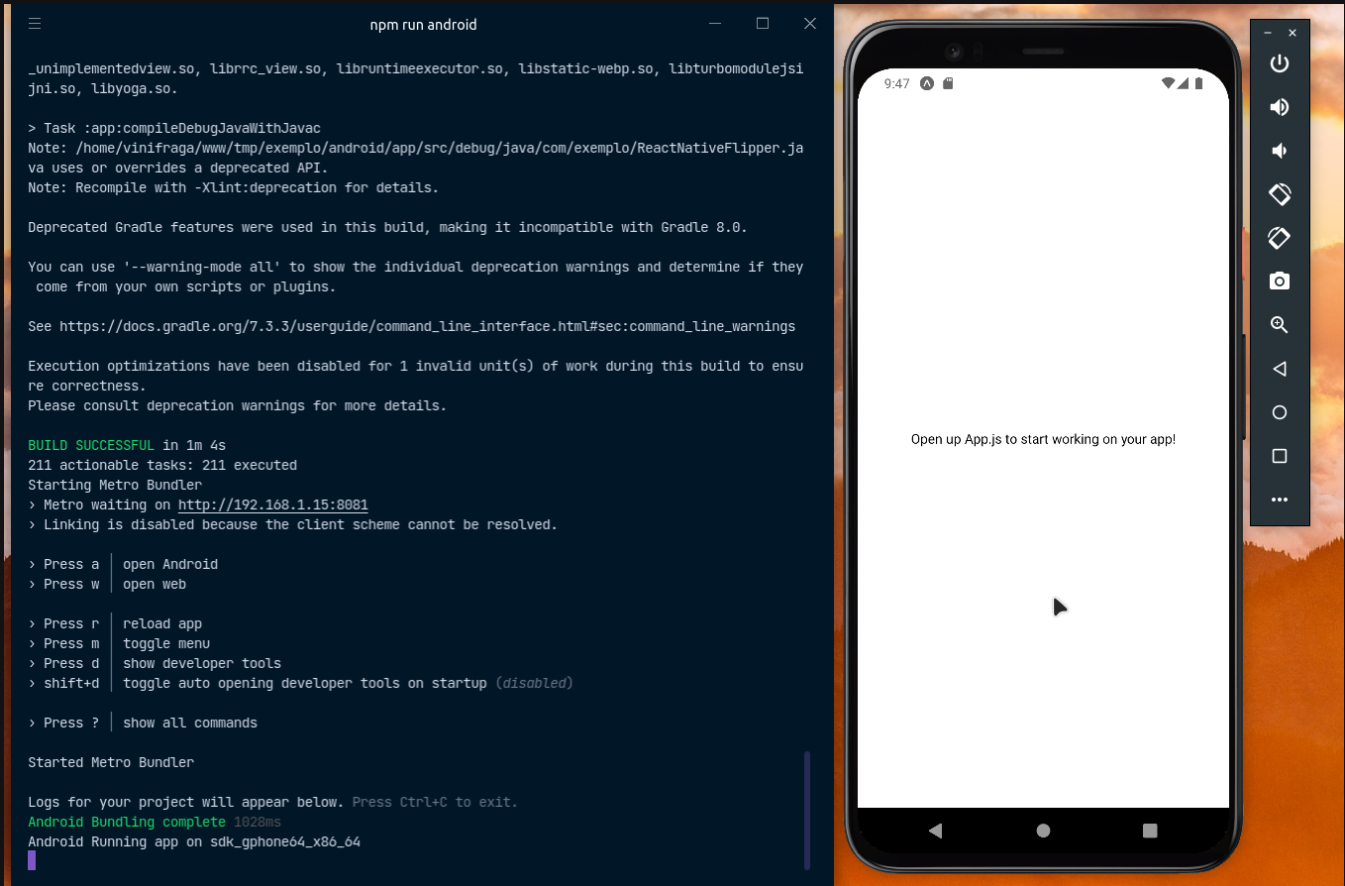 npm run android
_unimplementedview.so, librrc_view.so, libruntimeexecutor.so, libstatic-webp.so, libturbomodulejsi
jni.so, libyoga.so.
> Task :app:compileDebugJavaWithJavac
Note: /home/vinifraga/www/tmp/exemplo/android/app/src/debug/java/com/exemplo/ReactNativeFlipper.ja
va uses or overrides a deprecated API.
Note: Recompile with -Xlint:deprecation for details.
Deprecated Gradle features were used in this build, making it incompatible with Gradle 8.0.
You can use '--warning-mode all' to show the individual deprecation warnings and determine if they
 come from your own scripts or plugins.
See https://docs.gradle.org/7.3.3/userguide/command_line_interface.html#sec:command_line_warnings
Execution optimizations have been disabled for 1 invalid unit(s) of work during this build to ensu
re correctness.
Please consult deprecation warnings for more details.
BUILD SUCCESSFUL in 1m 4s
211 actionable tasks: 211 executed
Starting Metro Bundler
› Metro waiting on http://192.168.1.15:8081
› Linking is disabled because the client scheme cannot be resolved.
› Press a │ open Android
› Press w │ open web
› Press r │ reload app
› Press m │ toggle menu
› Press d │ show developer tools
› shift+d │ toggle auto opening developer tools on startup (disabled)
› Press ? │ show all commands
Started Metro Bundler
Logs for your project will appear below. Press Ctrl+C to exit.
Android Bundling complete 1028ms
Android Running app on sdk_gphone64_x86_64
9:47
Open up App.js to start working on your app!